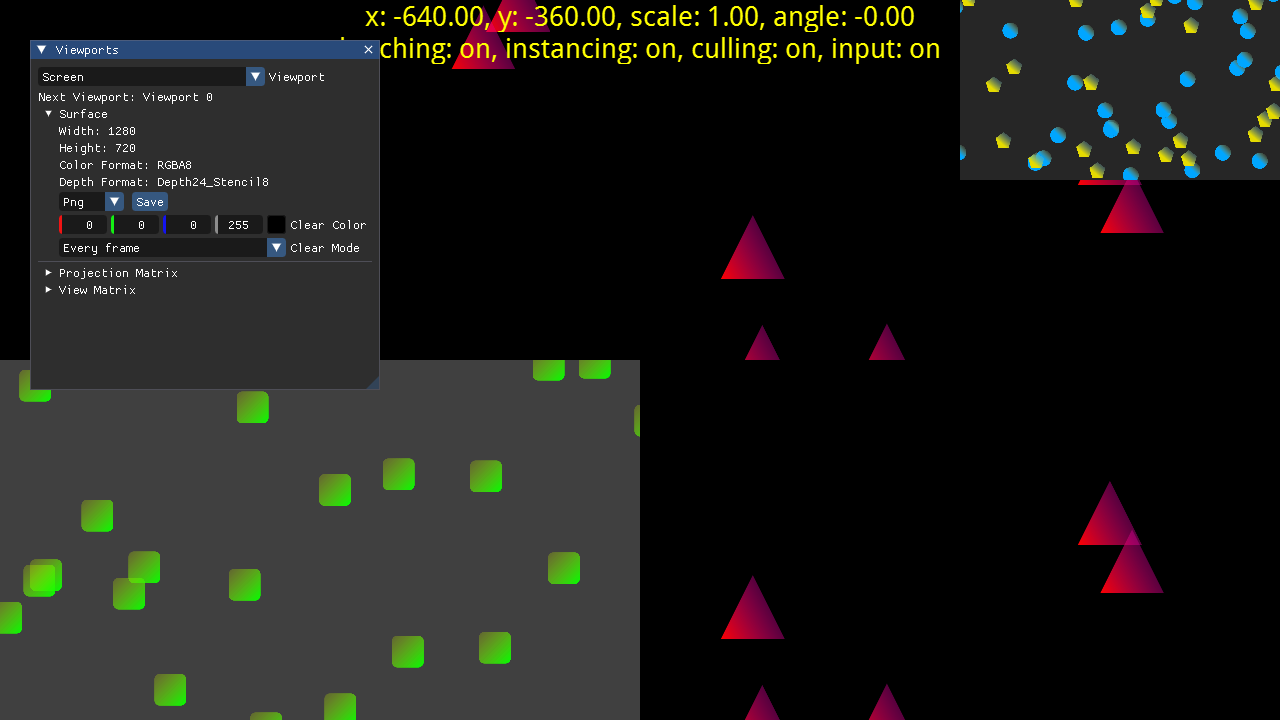 x: -640.00, y: -360.00, scale: 1.00, angle: -0.00
ching: on, instancing: on, culling: on, input: on
Viewports
Screen Viewport
Next Viewport: Viewport 0
Surface
Width: 1280
Height: 720
Color Format: RGBA8
Depth Format: Depth24_Stencil8
Png Save
0 0 0 255 Clear Color
Every frame Clear Mode
Projection Matrix
View Matrix